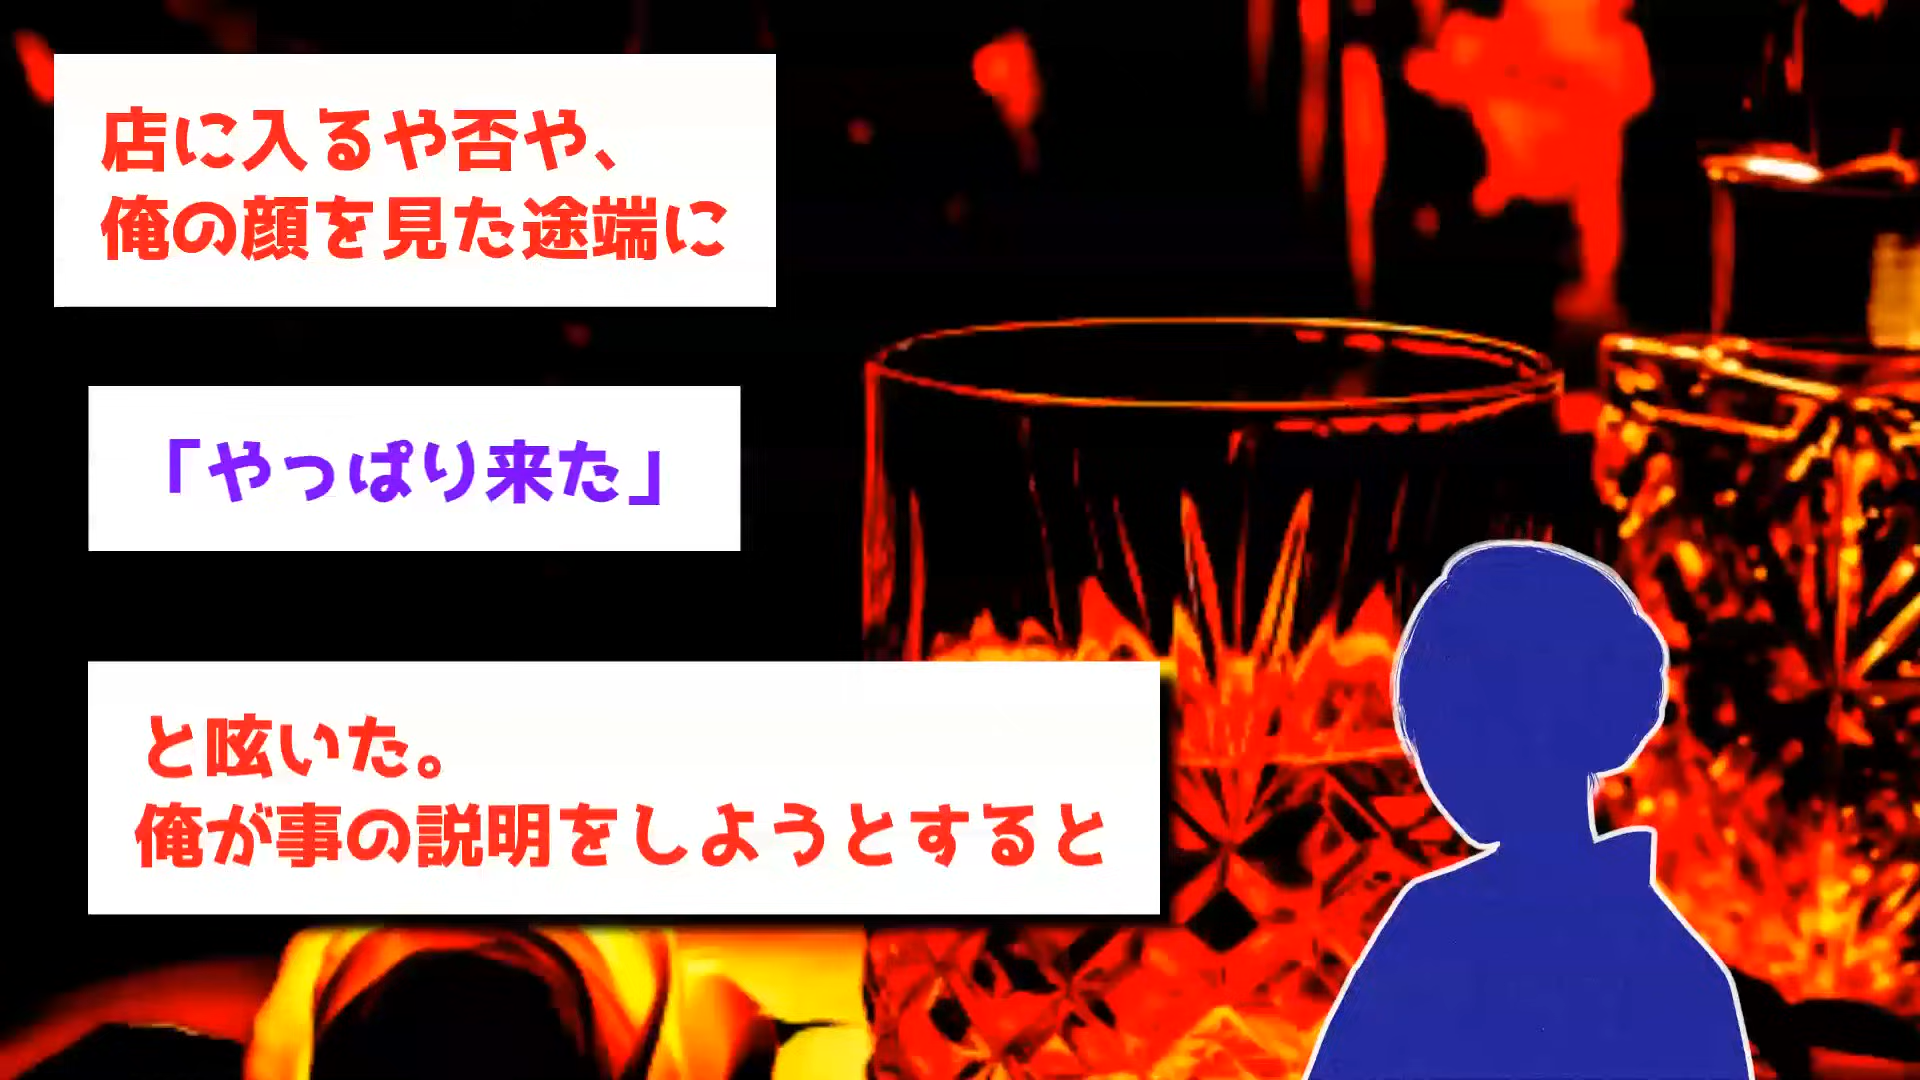 店に入るや否や、
俺の顔を見た途端に
「やっぱり来た」
と呟いた。
俺が事の説明をしようとすると